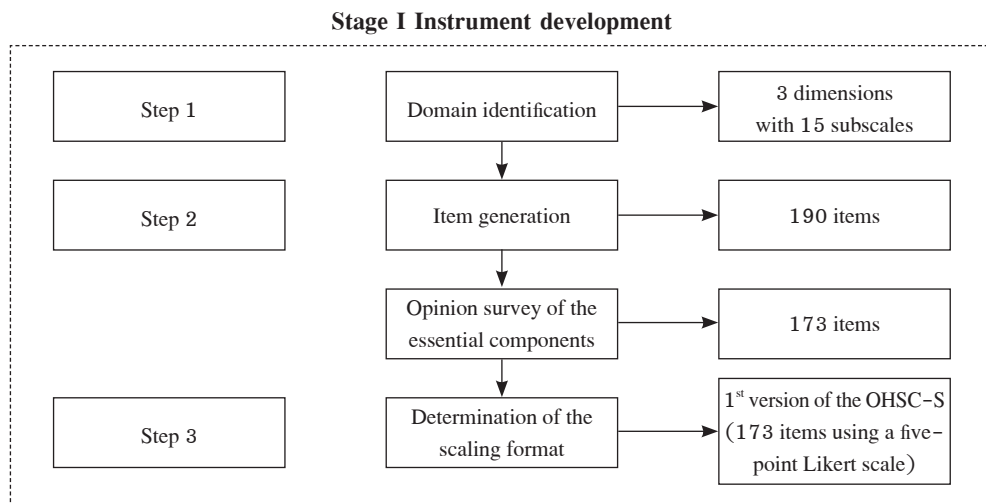 Stage I Instrument development
Step 1
Domain identification
3 dimensions
with 15 subscales
Step 2
Item generation
190 items
Opinion survey of the
essential components
173 items
Step 3
Determination of the
scaling format
1st version of the OHSC-S
(173 items using a five-
point Likert scale)